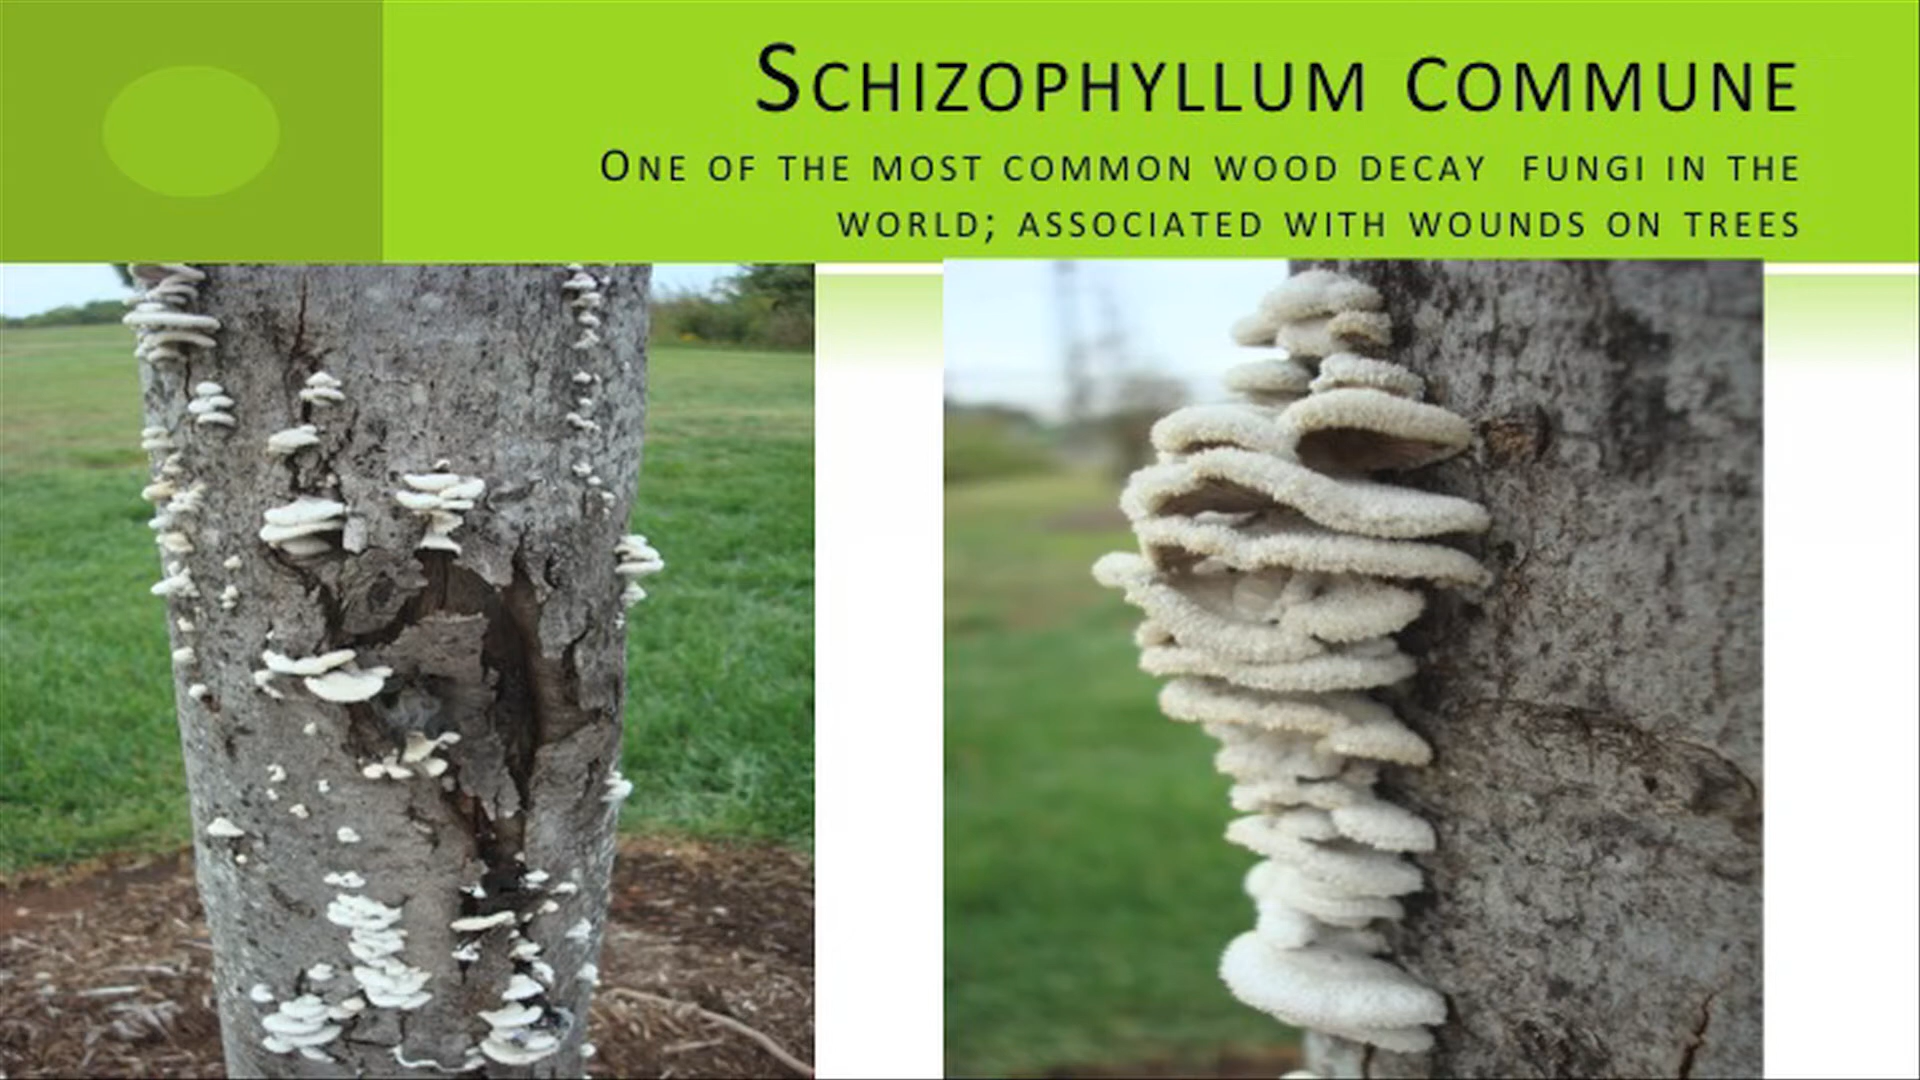 SCHIZOPHYLLUM COMMUNE
ONE OF THE MOST COMMON WOOD DECAY FUNGI IN THE
WORLD; ASSOCIATED WITH WOUNDS ON TREES